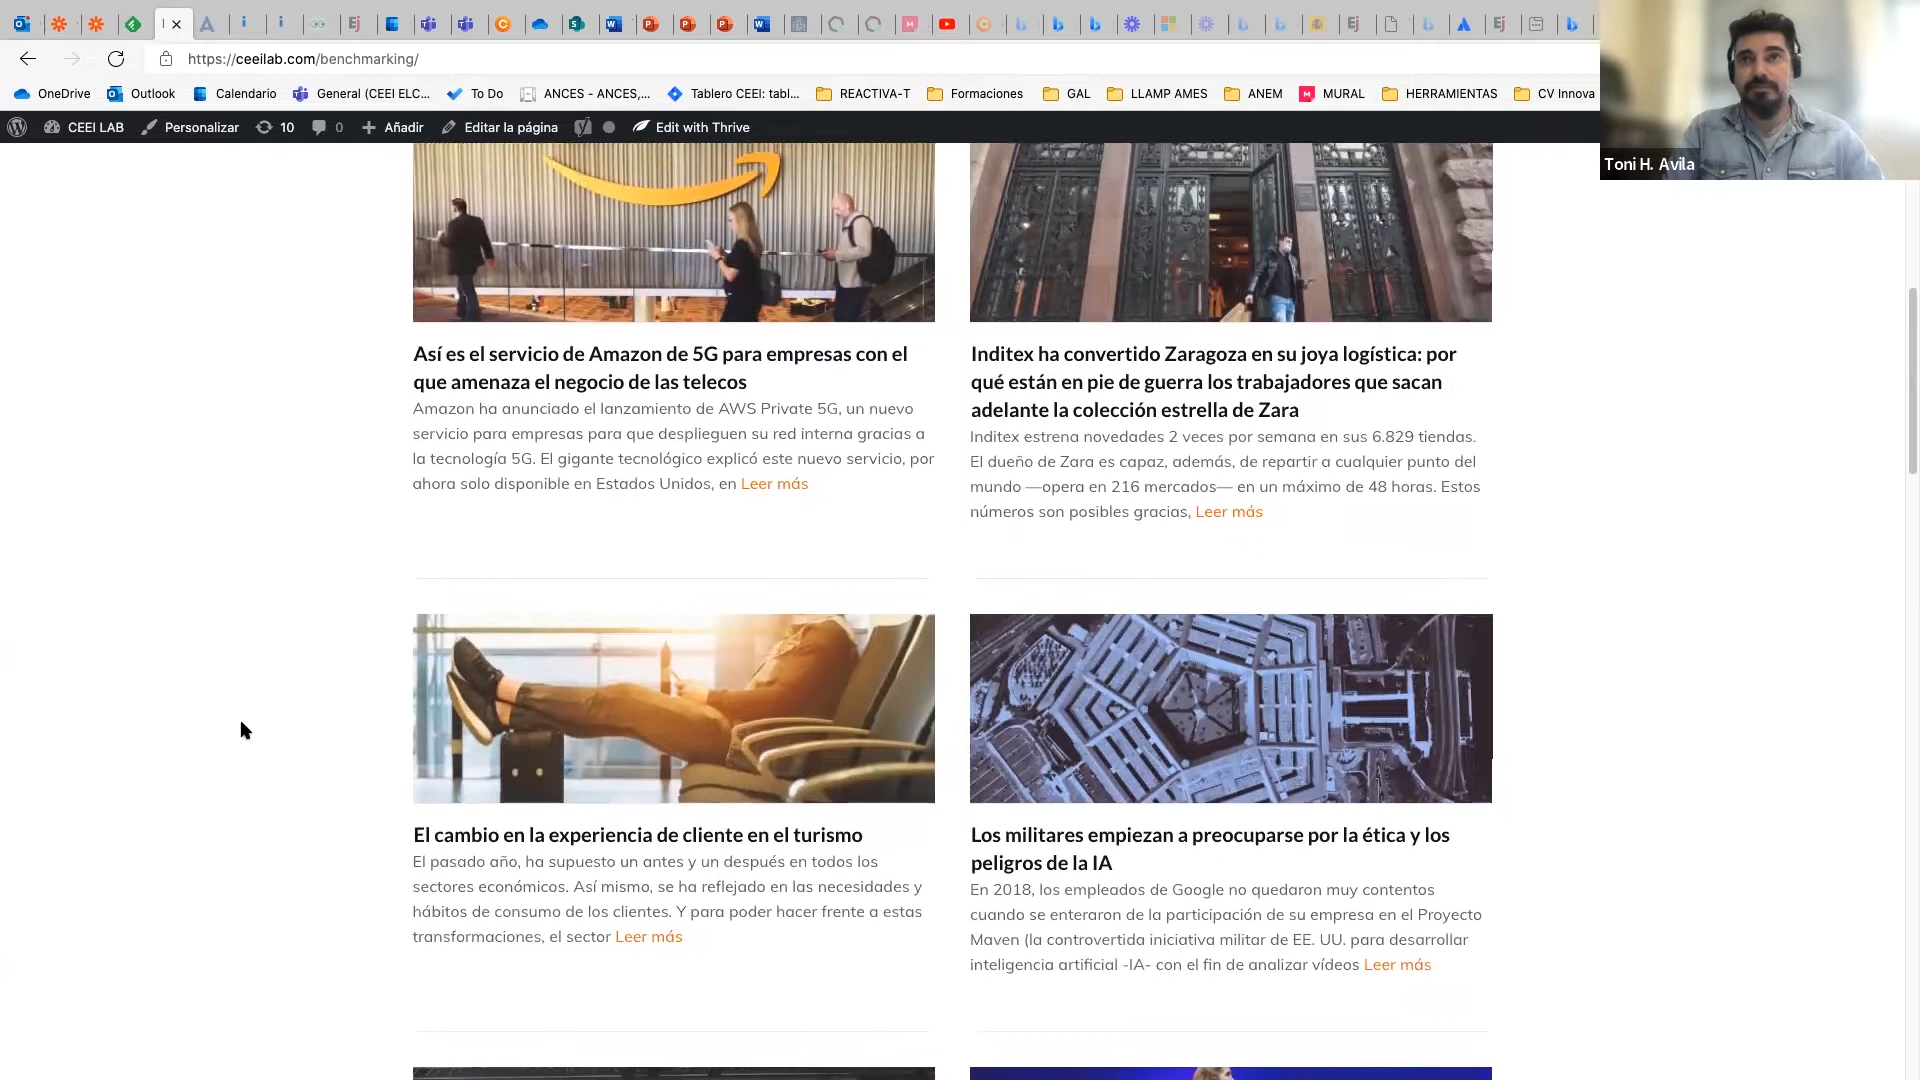 https://ceeilab.com/benchmarking/
OneDrive Outlook Calendario General (CEEI ELC... To Do ANCES - ANCES,... Tablero CEEI: tabl... REACTIVA-T Formaciones GAL LLAMP AMES ANEM MURAL HERRAMIENTAS CV Innova
CEEI LAB Personalizar 10 0 Añadir Editar la página Edit with Thrive
Toni H. Avila
Así es el servicio de Amazon de 5G para empresas con el
que amenaza el negocio de las telecos
Amazon ha anunciado el lanzamiento de AWS Private 5G, un nuevo
servicio para empresas para que desplieguen su red interna gracias a
la tecnología 5G. El gigante tecnológico explicó este nuevo servicio, por
ahora solo disponible en Estados Unidos, en Leer más
Inditex ha convertido Zaragoza en su joya logística: por
qué están en pie de guerra los trabajadores que sacan
adelante la colección estrella de Zara
Inditex estrena novedades 2 veces por semana en sus 6.829 tiendas.
El dueño de Zara es capaz, además, de repartir a cualquier punto del
mundo —opera en 216 mercados— en un máximo de 48 horas. Estos
números son posibles gracias, Leer más
El cambio en la experiencia de cliente en el turismo
El pasado año, ha supuesto un antes y un después en todos los
sectores económicos. Así mismo, se ha reflejado en las necesidades y
hábitos de consumo de los clientes. Y para poder hacer frente a estas
transformaciones, el sector Leer más
Los militares empiezan a preocuparse por la ética y los
peligros de la IA
En 2018, los empleados de Google no quedaron muy contentos
cuando se enteraron de la participación de su empresa en el Proyecto
Maven (la controvertida iniciativa militar de EE. UU. para desarrollar
inteligencia artificial -IA- con el fin de analizar vídeos Leer más